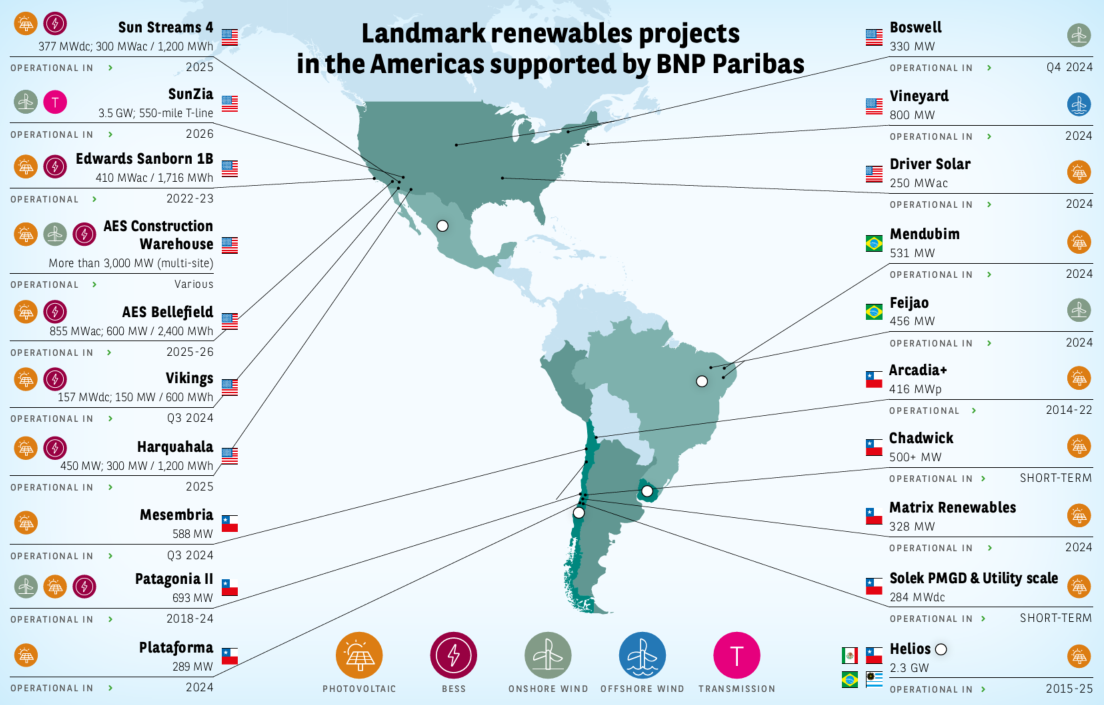 Landmark renewables projects
in the Americas supported by BNP Paribas
Sun Streams 4
377 MWdc; 300 MWac / 1,200 MWh
OPERATIONAL IN > 2025
T
SunZia
3.5 GW; 550-mile T-line
OPERATIONAL IN > 2026
Edwards Sanborn 1B
410 MWac / 1,716 MWh
OPERATIONAL > 2022-23
AES Construction
Warehouse
More than 3,000 MW (multi-site)
OPERATIONAL > Various
AES Bellefield
855 MWac; 600 MW / 2,400 MWh
OPERATIONAL IN > 2025-26
Vikings
157 MWdc; 150 MW / 600 MWh
OPERATIONAL IN > Q3 2024
Harquahala
450 MW; 300 MW / 1,200 MWh
OPERATIONAL IN > 2025
Mesembria
588 MW
OPERATIONAL IN > Q3 2024
Patagonia II
693 MW
OPERATIONAL IN > 2018-24
Plataforma
289 MW
OPERATIONAL IN > 2024
Boswell
330 MW
OPERATIONAL IN > Q4 2024
Vineyard
800 MW
OPERATIONAL IN > 2024
Driver Solar
250 MWac
OPERATIONAL IN > 2024
Mendubim
531 MW
OPERATIONAL IN > 2024
Feijao
456 MW
OPERATIONAL IN > 2024
Arcadia+
416 MWp
OPERATIONAL > 2014-22
Chadwick
500+ MW
OPERATIONAL IN > SHORT-TERM
Matrix Renewables
328 MW
OPERATIONAL IN > 2024
Solek PMGD & Utility scale
284 MWdc
OPERATIONAL IN > SHORT-TERM
Helios
2.3 GW
OPERATIONAL IN > 2015-25
T
PHOTOVOLTAIC BESS ONSHORE WIND OFFSHORE WIND TRANSMISSION